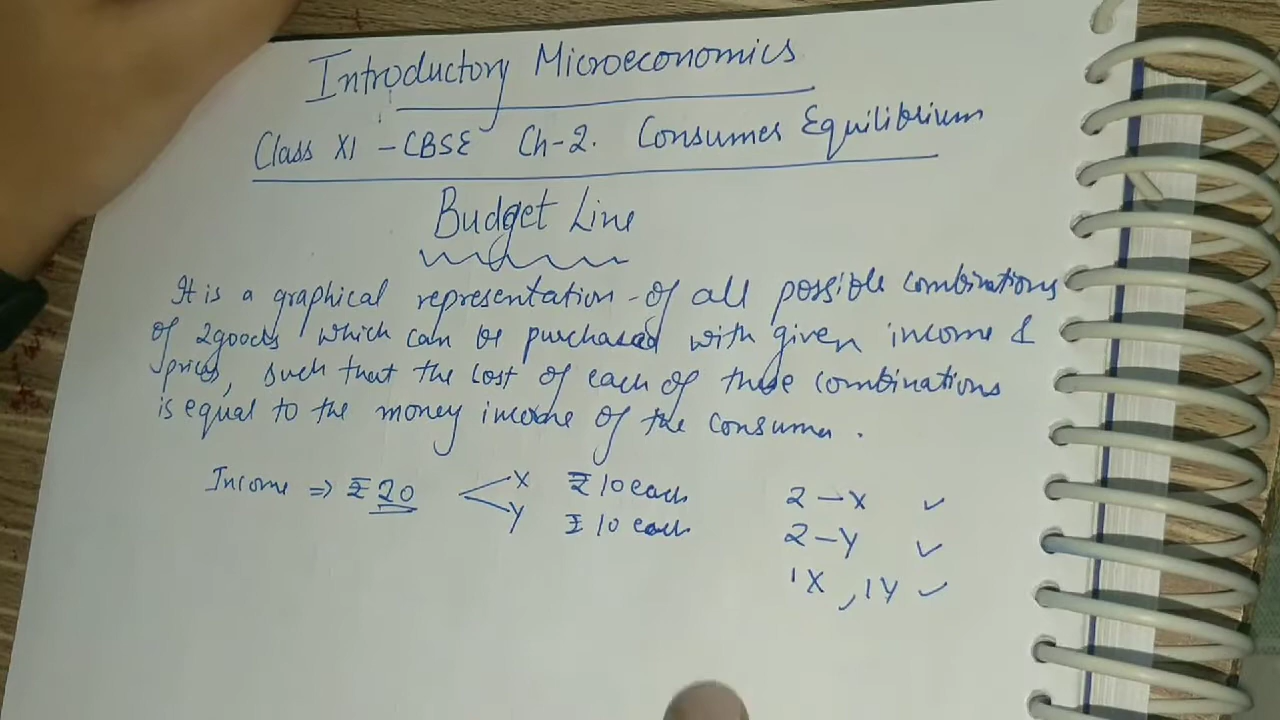 Introductory Microeconomics
Class XI - CBSE Ch-2. Consumer Equilibrium
Budget Line
It is a graphical representation of all possible combinations
of 2 goods which can be purchased with given income &
prices, such that the cost of each of these combinations
is equal to the money income of the consumer.
Income ⇒ ₹ 20 X ₹ 10 each 2 - X ✓
Y ₹ 10 each 2 - Y ✓
1X, 1Y ✓